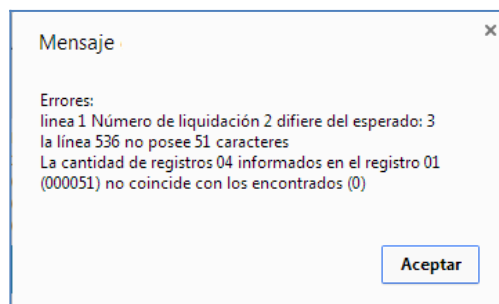 Mensaje
Errores:
linea 1 Número de liquidación 2 difiere del esperado: 3
la línea 536 no posee 51 caracteres
La cantidad de registros 04 informados en el registro 01
(000051) no coincide con los encontrados (0)
Aceptar